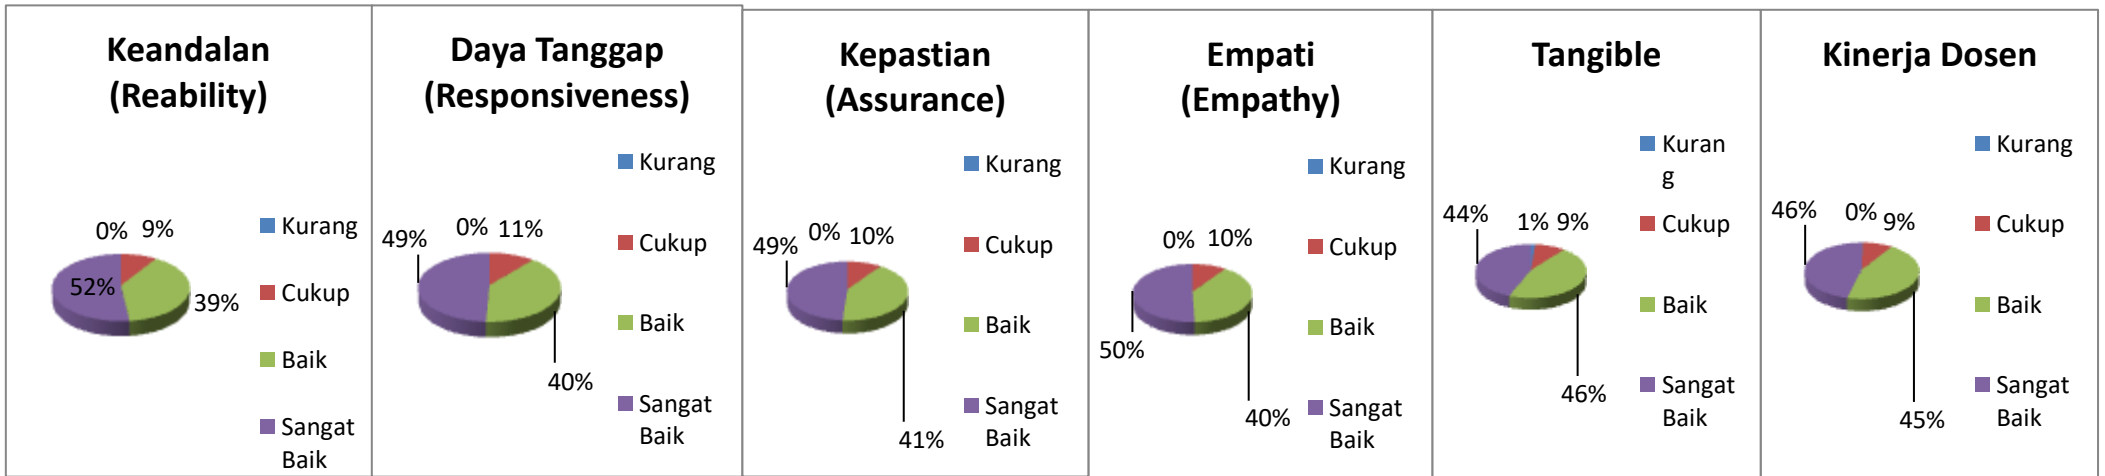 Keandalan
(Reability)
0% 9%
52%
39%
Kurang
Cukup
Baik
Sangat
Baik
Daya Tanggap
(Responsiveness)
49%
0% 11%
40%
Kurang
Cukup
Baik
Sangat
Baik
Kepastian
(Assurance)
49%
0% 10%
41%
Kurang
Cukup
Baik
Sangat
Baik
Empati
(Empathy)
0% 10%
50%
40%
Kurang
Cukup
Baik
Sangat
Baik
Tangible
44%
1% 9%
46%
Kuran
g
Cukup
Baik
Sangat
Baik
Kinerja Dosen
46%
0% 9%
45%
Kurang
Cukup
Baik
Sangat
Baik